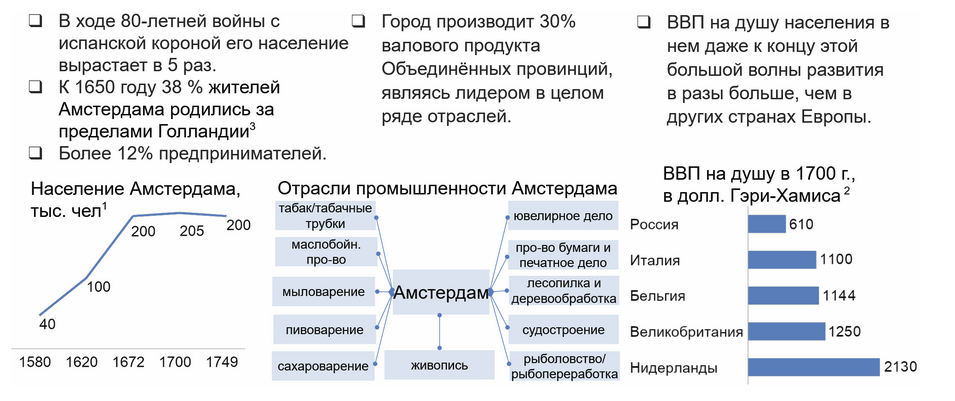 ❑ В ходе 80-летней войны с
испанской короной его население
вырастает в 5 раз.
❑ К 1650 году 38 % жителей
Амстердама родились за
пределами Голландии³
❑ Более 12% предпринимателей.
❑ Город производит 30%
валового продукта
Объединённых провинций,
являясь лидером в целом
ряде отраслей.
❑ ВВП на душу населения в
нем даже к концу этой
большой волны развития
в разы больше, чем в
других странах Европы.
Население Амстердама,
тыс. чел¹
40
100
200
205
200
1580 1620 1672 1700 1749
Отрасли промышленности Амстердама
табак/табачные
трубки
маслобойн.
про-во
мыловарение
пивоварение
сахароварение
Амстердам
живопись
ювелирное дело
про-во бумаги и
печатное дело
лесопилка и
деревообработка
судостроение
рыболовство/
рыбопереработка
ВВП на душу в 1700 г.,
в долл. Гэри-Хамиса ²
Россия 610
Италия 1100
Бельгия 1144
Великобритания 1250
Нидерланды 2130